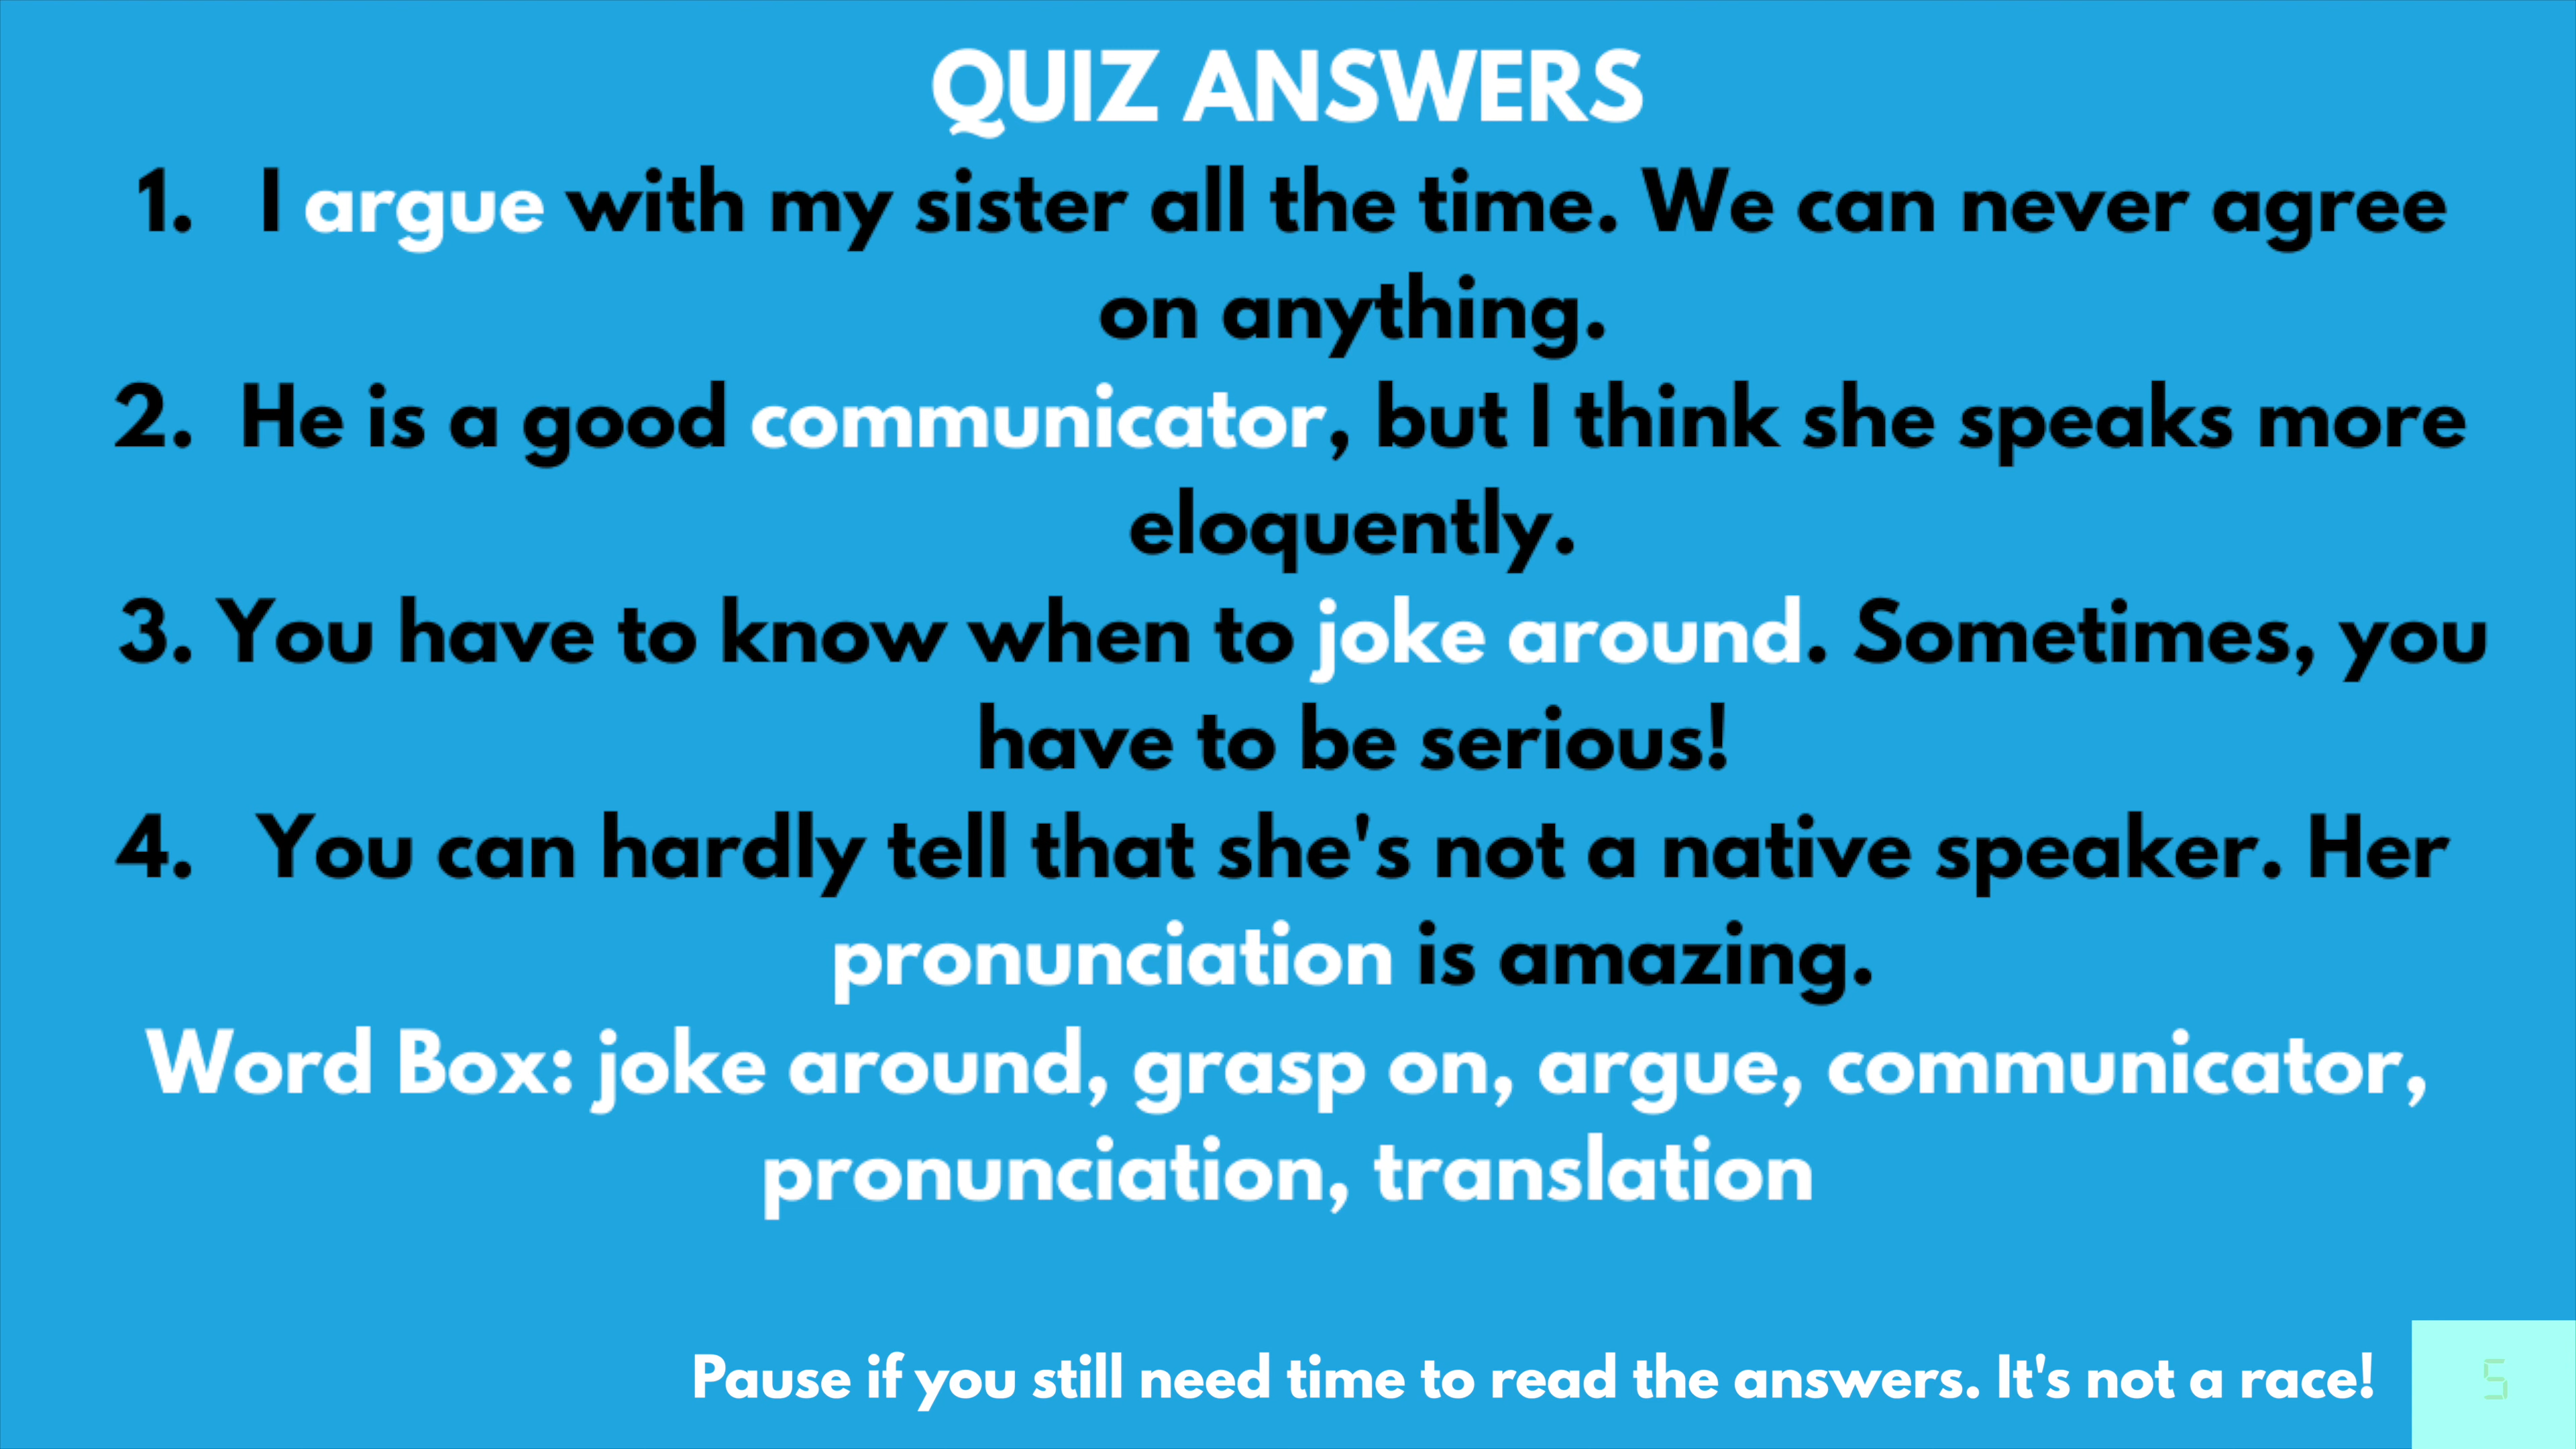 QUIZ ANSWERS
1. I argue with my sister all the time. We can never agree
on anything.
2. He is a good communicator, but I think she speaks more
eloquently.
3. You have to know when to joke around. Sometimes, you
have to be serious!
4. You can hardly tell that she's not a native speaker. Her
pronunciation is amazing.
Word Box: joke around, grasp on, argue, communicator,
pronunciation, translation
Pause if you still need time to read the answers. It's not a race!
5